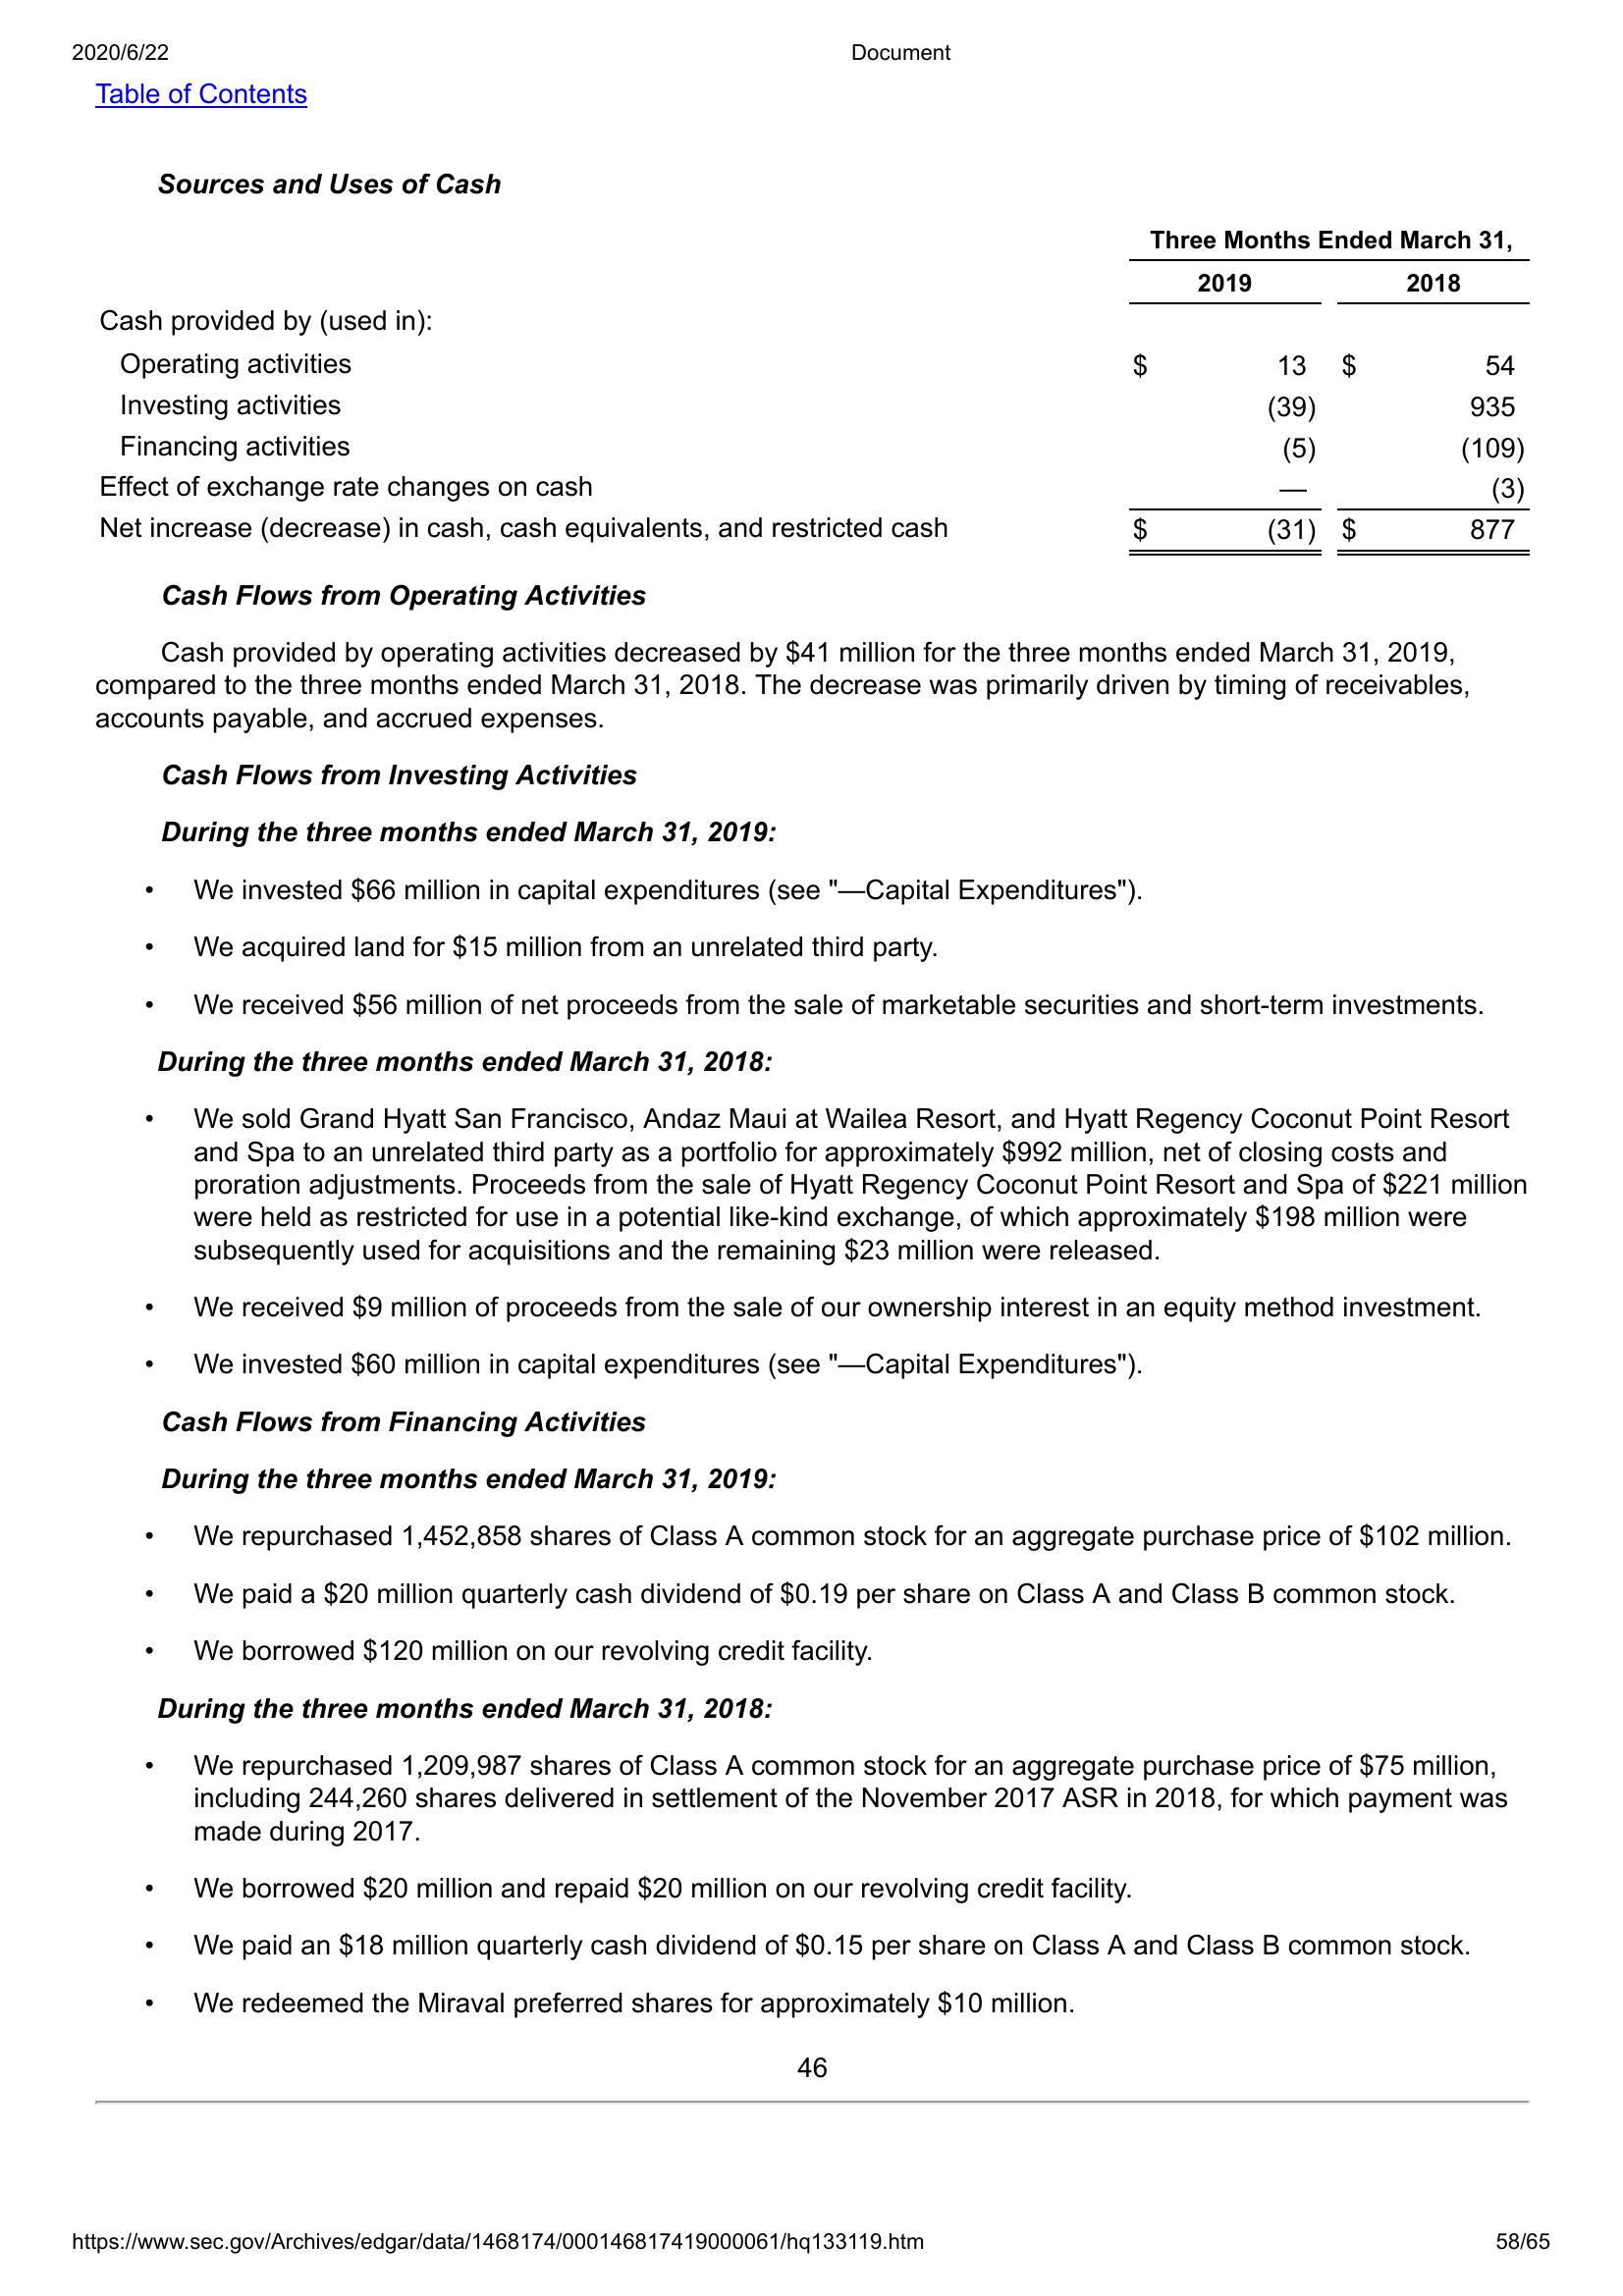 2020/6/22 Document
Table of Contents
Sources and Uses of Cash
Three Months Ended March 31,
2019 2018
Cash provided by (used in):
Operating activities $ 13 $ 54
Investing activities (39) 935
Financing activities (5) (109)
Effect of exchange rate changes on cash — (3)
Net increase (decrease) in cash, cash equivalents, and restricted cash $ (31) $ 877
Cash Flows from Operating Activities
Cash provided by operating activities decreased by $41 million for the three months ended March 31, 2019,
compared to the three months ended March 31, 2018. The decrease was primarily driven by timing of receivables,
accounts payable, and accrued expenses.
Cash Flows from Investing Activities
During the three months ended March 31, 2019:
• We invested $66 million in capital expenditures (see "—Capital Expenditures").
• We acquired land for $15 million from an unrelated third party.
• We received $56 million of net proceeds from the sale of marketable securities and short-term investments.
During the three months ended March 31, 2018:
• We sold Grand Hyatt San Francisco, Andaz Maui at Wailea Resort, and Hyatt Regency Coconut Point Resort
and Spa to an unrelated third party as a portfolio for approximately $992 million, net of closing costs and
proration adjustments. Proceeds from the sale of Hyatt Regency Coconut Point Resort and Spa of $221 million
were held as restricted for use in a potential like-kind exchange, of which approximately $198 million were
subsequently used for acquisitions and the remaining $23 million were released.
• We received $9 million of proceeds from the sale of our ownership interest in an equity method investment.
• We invested $60 million in capital expenditures (see "—Capital Expenditures").
Cash Flows from Financing Activities
During the three months ended March 31, 2019:
• We repurchased 1,452,858 shares of Class A common stock for an aggregate purchase price of $102 million.
• We paid a $20 million quarterly cash dividend of $0.19 per share on Class A and Class B common stock.
• We borrowed $120 million on our revolving credit facility.
During the three months ended March 31, 2018:
• We repurchased 1,209,987 shares of Class A common stock for an aggregate purchase price of $75 million,
including 244,260 shares delivered in settlement of the November 2017 ASR in 2018, for which payment was
made during 2017.
• We borrowed $20 million and repaid $20 million on our revolving credit facility.
• We paid an $18 million quarterly cash dividend of $0.15 per share on Class A and Class B common stock.
• We redeemed the Miraval preferred shares for approximately $10 million.
46
https://www.sec.gov/Archives/edgar/data/1468174/000146817419000061/hq133119.htm 58/65